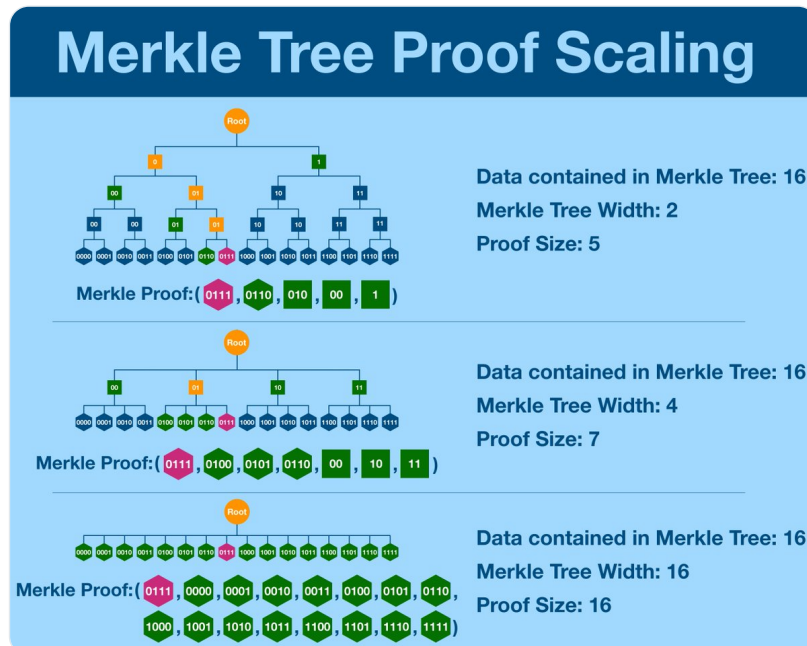 Merkle Tree Proof Scaling
Root
0 1
00 01 10 11
00 00 01 01 10 10 11 11
0000 0001 0010 0011 0100 0101 0110 0111 1000 1001 1010 1011 1100 1101 1110 1111
Merkle Proof:( 0111 , 0110 , 010 , 00 , 1 )
Data contained in Merkle Tree: 16
Merkle Tree Width: 2
Proof Size: 5
Root
00 01 10 11
0000 0001 0010 0011 0100 0101 0110 0111 1000 1001 1010 1011 1100 1101 1110 1111
Merkle Proof:( 0111 , 0100 , 0101 , 0110 , 00 , 10 , 11 )
Data contained in Merkle Tree: 16
Merkle Tree Width: 4
Proof Size: 7
Root
0000 0001 0010 0011 0100 0101 0110 0111 1000 1001 1010 1011 1100 1101 1110 1111
Merkle Proof:( 0111 , 0000 , 0001 , 0010 , 0011 , 0100 , 0101 , 0110 ,
1000 , 1001 , 1010 , 1011 , 1100 , 1101 , 1110 , 1111 )
Data contained in Merkle Tree: 16
Merkle Tree Width: 16
Proof Size: 16